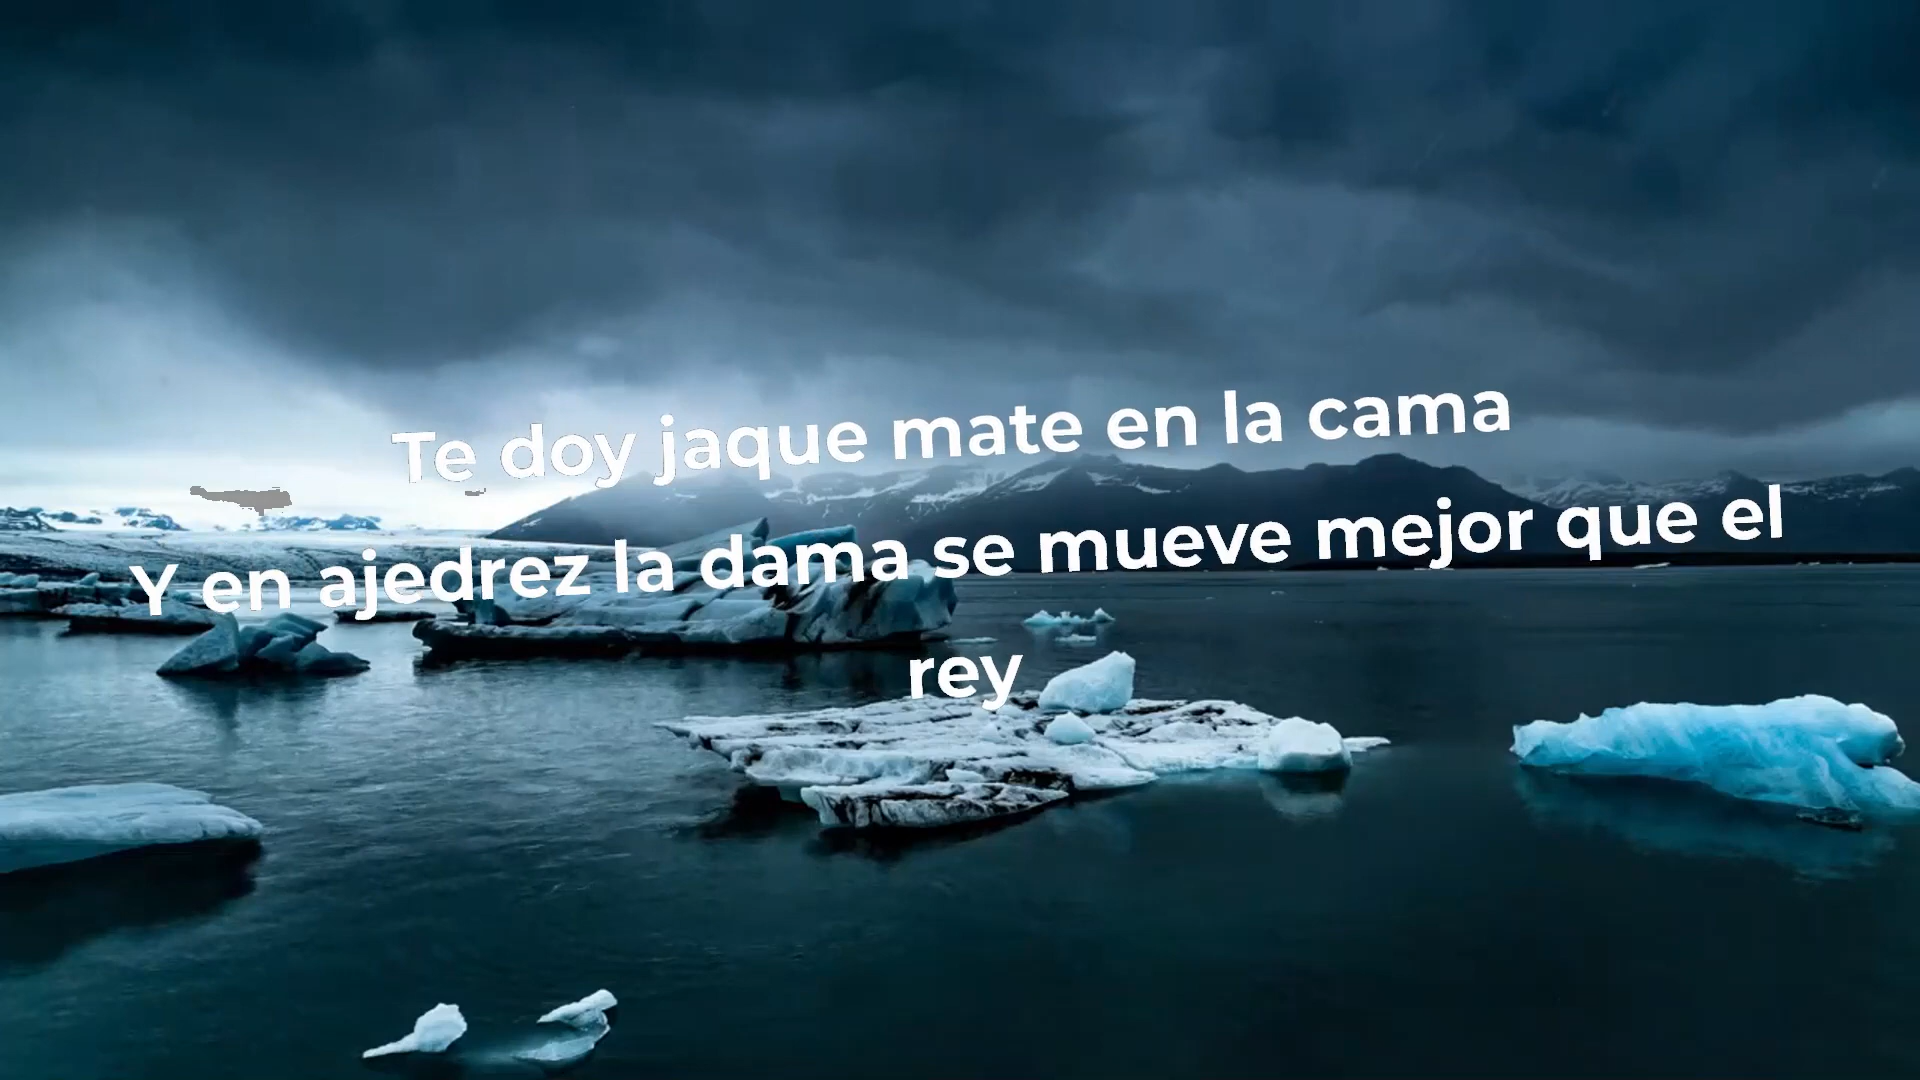 Te doy jaque mate en la cama
Y en ajedrez la dama se mueve mejor que el
rey